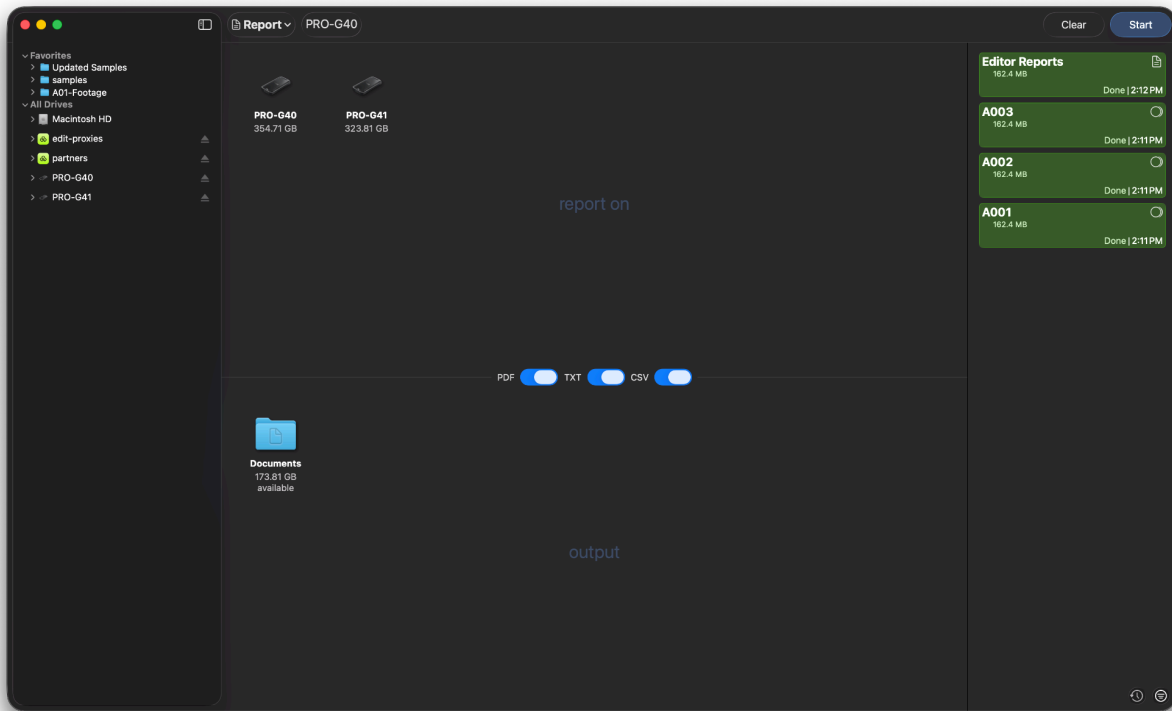 Report
PRO-G40
Clear
Start
Favorites
Updated Samples
samples
A01-Footage
All Drives
Macintosh HD
edit-proxies
partners
PRO-G40
PRO-G41
PRO-G40
354.71 GB
PRO-G41
323.81 GB
report on
PDF
TXT
CSV
Documents
173.81 GB
available
output
Editor Reports
162.4 MB
Done | 2:12 PM
A003
162.4 MB
Done | 2:11 PM
A002
162.4 MB
Done | 2:11 PM
A001
162.4 MB
Done | 2:11 PM